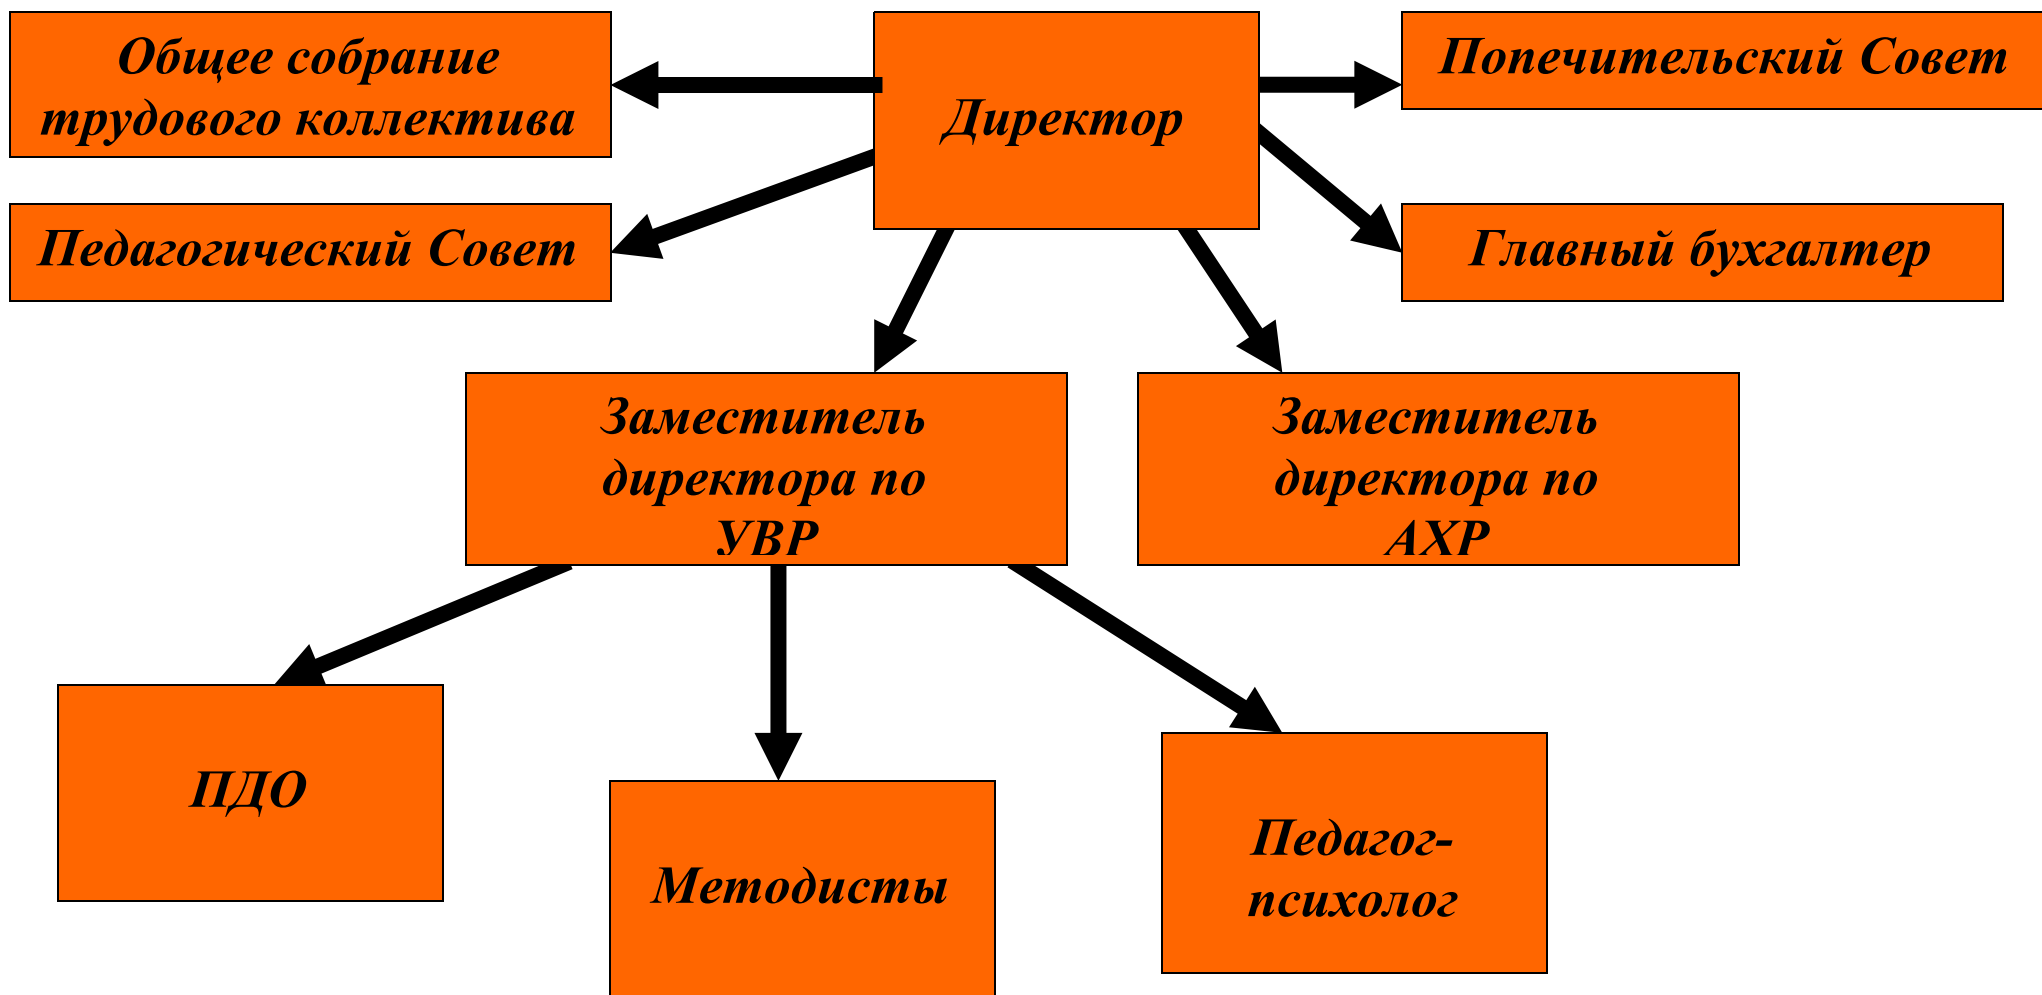 Общее собрание
трудового коллектива
Директор
Попечительский Совет
Педагогический Совет
Главный бухгалтер
Заместитель
директора по
УВР
Заместитель
директора по
АХР
ПДО
Методисты
Педагог-
психолог